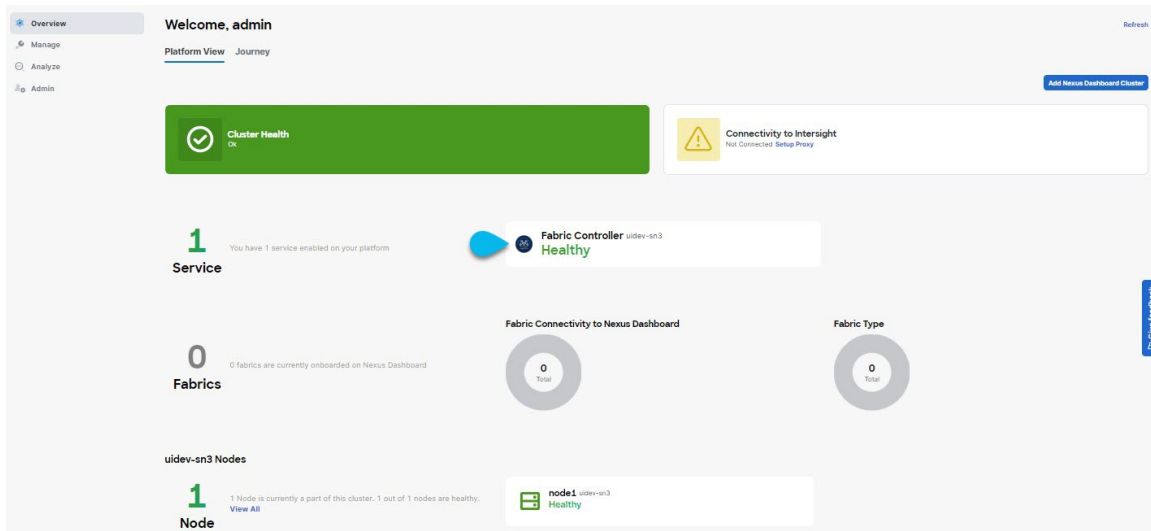 Overview
Manage
Analyze
Admin
Welcome, admin
Refresh
Platform View Journey
Add Nexus Dashboard Cluster
Cluster Health
Ok
Connectivity to Intersight
Not Connected Setup Proxy
1
Service
You have 1 service enabled on your platform
Fabric Controller uidev-sn3
Healthy
0
Fabrics
0 fabrics are currently onboarded on Nexus Dashboard
Fabric Connectivity to Nexus Dashboard
0
Total
Fabric Type
0
Total
uidev-sn3 Nodes
1
Node
1 Node is currently a part of this cluster. 1 out of 1 nodes are healthy.
View All
node1 uidev-sn3
Healthy